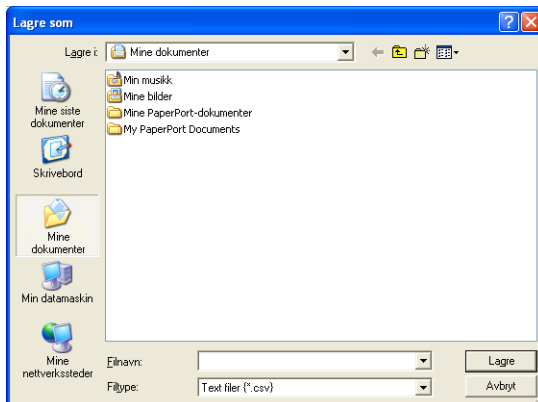 Lagre som
Lagre i:
Mine dokumenter
Mine siste
dokumenter
Skrivebord
Mine
dokumenter
Min datamaskin
Mine
nettverkssteder
Min musikk
Mine bilder
Mine PaperPort-dokumenter
My PaperPort Documents
Filnavn:
Lagre
Filtype:
Text filer (*.csv)
Avbryt